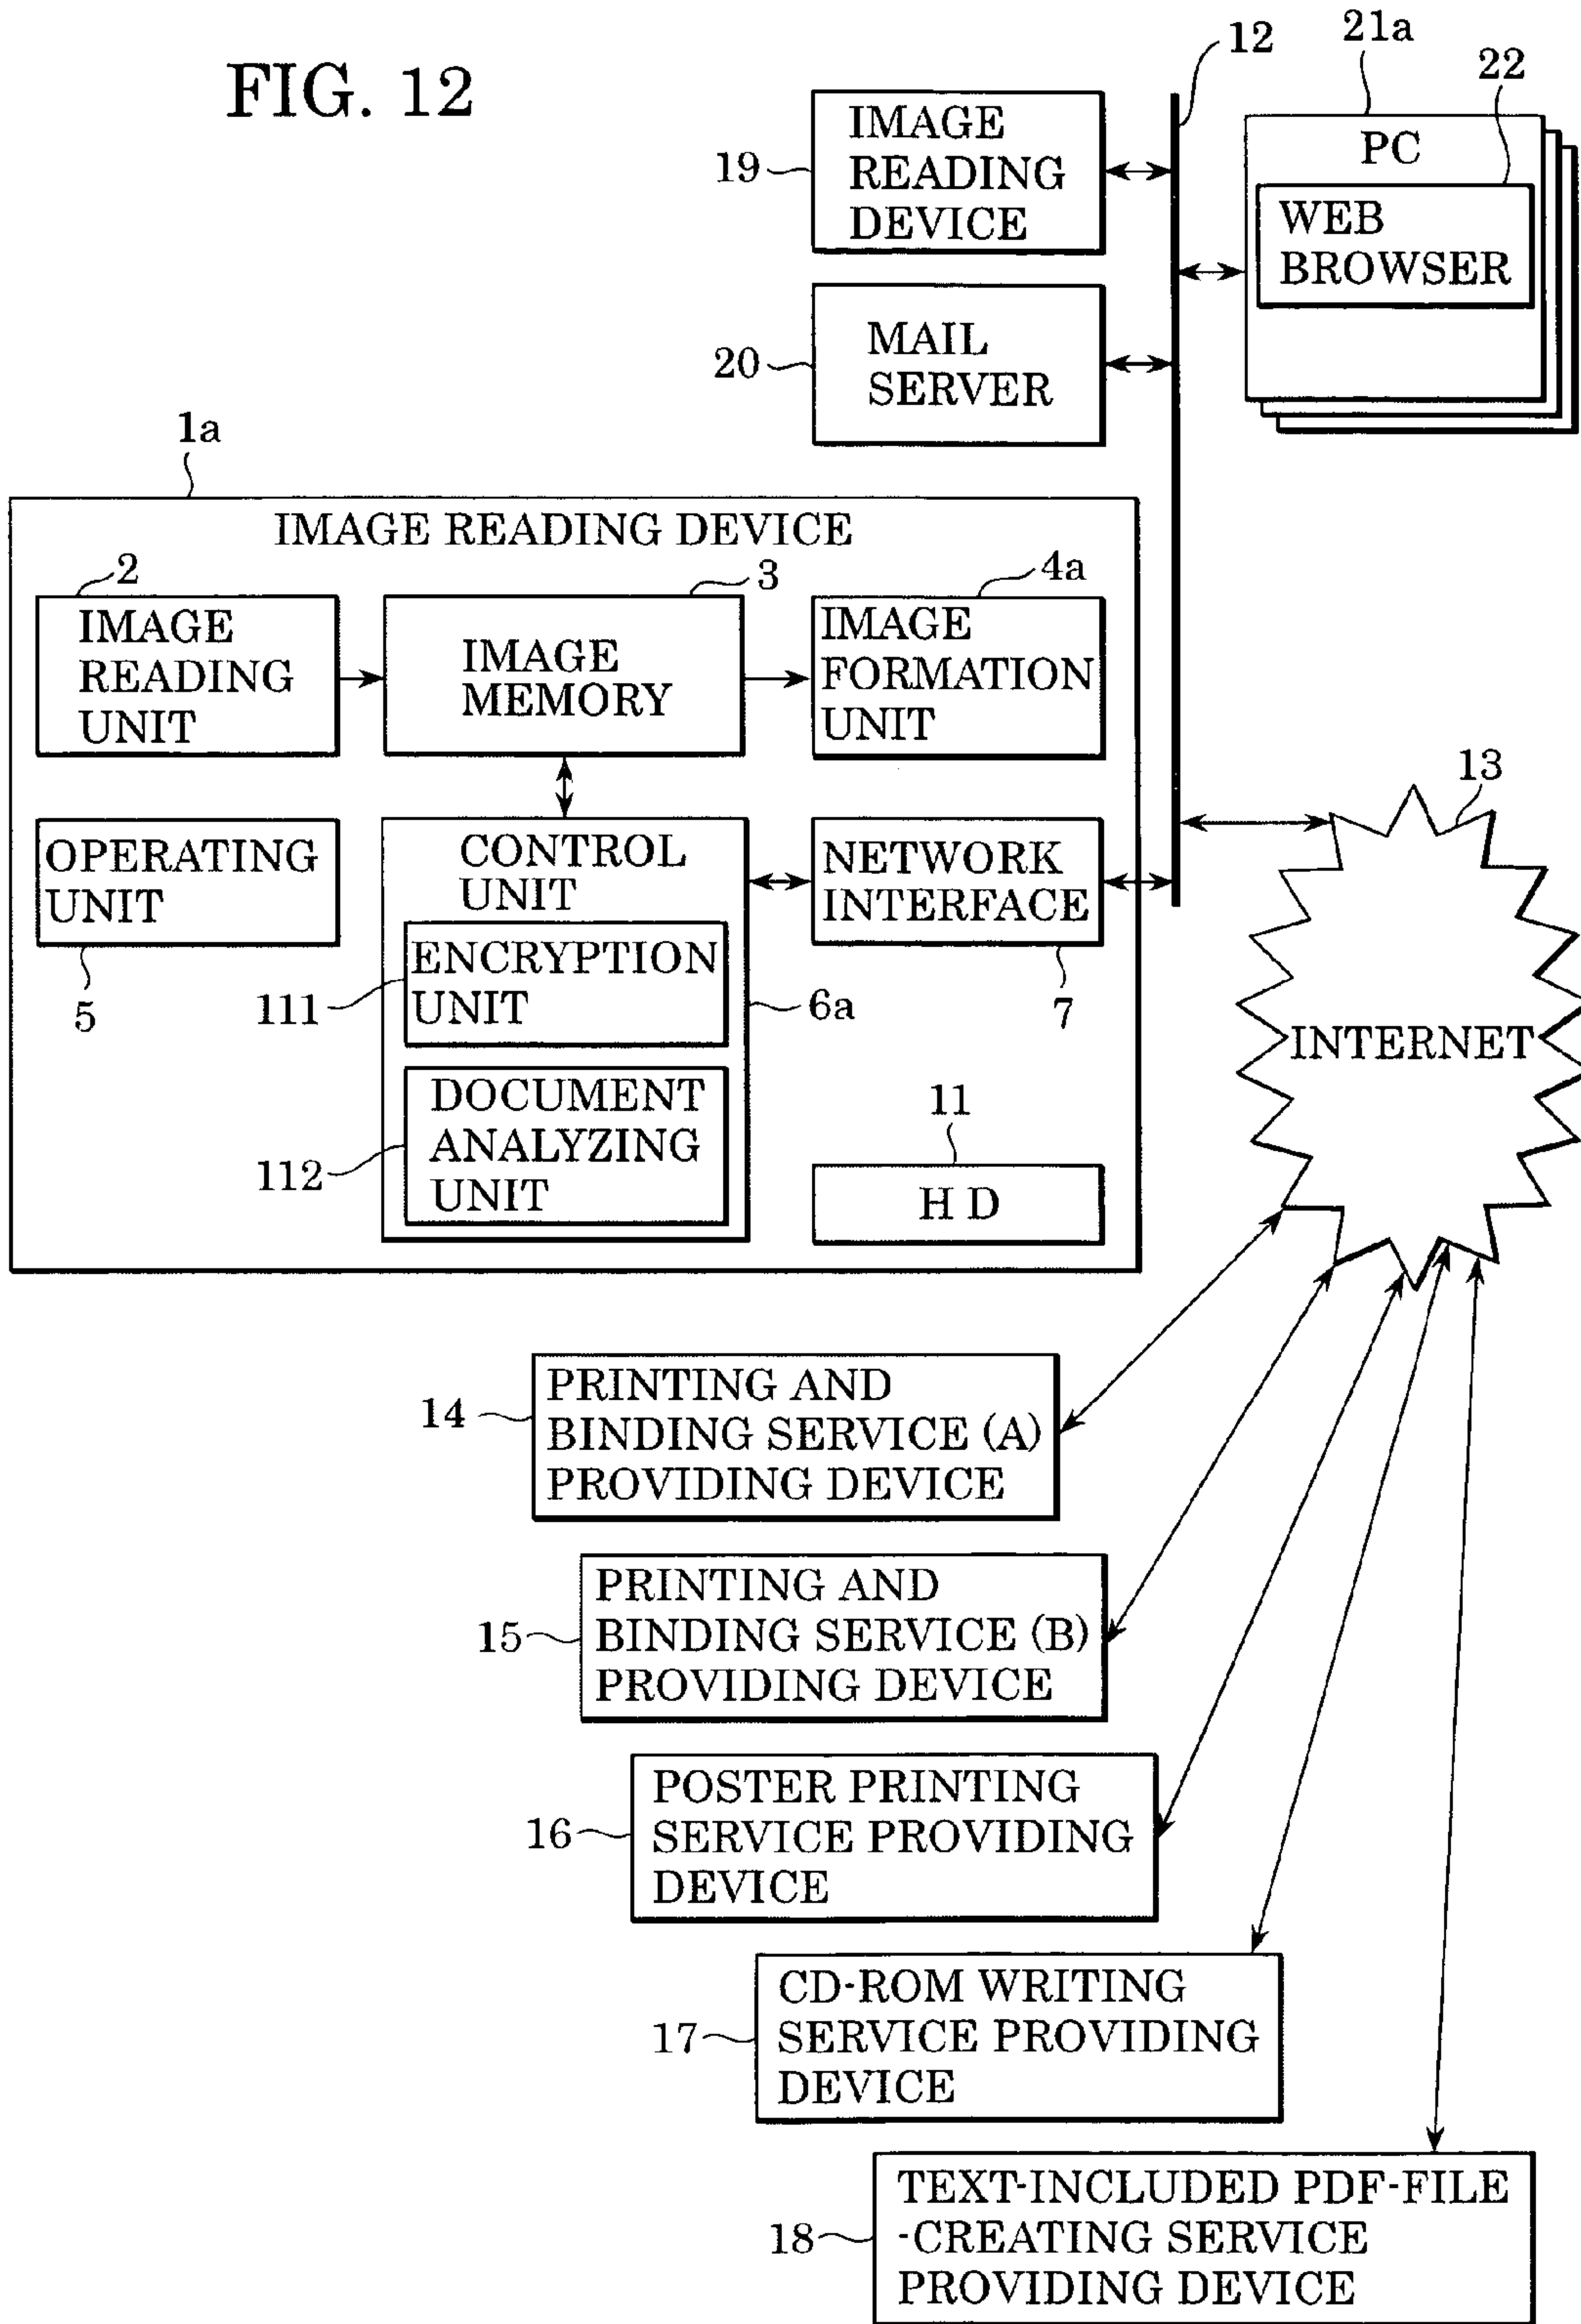 FIG. 12
12
21a
22
19
IMAGE
READING
DEVICE
PC
WEB
BROWSER
20
MAIL
SERVER
1a
IMAGE READING DEVICE
2
3
4a
IMAGE
READING
UNIT
IMAGE
MEMORY
IMAGE
FORMATION
UNIT
13
OPERATING
UNIT
5
CONTROL
UNIT
NETWORK
INTERFACE
7
111
ENCRYPTION
UNIT
6a
INTERNET
112
DOCUMENT
ANALYZING
UNIT
11
H D
14
PRINTING AND
BINDING SERVICE (A)
PROVIDING DEVICE
15
PRINTING AND
BINDING SERVICE (B)
PROVIDING DEVICE
16
POSTER PRINTING
SERVICE PROVIDING
DEVICE
17
CD-ROM WRITING
SERVICE PROVIDING
DEVICE
18
TEXT-INCLUDED PDF-FILE
-CREATING SERVICE
PROVIDING DEVICE